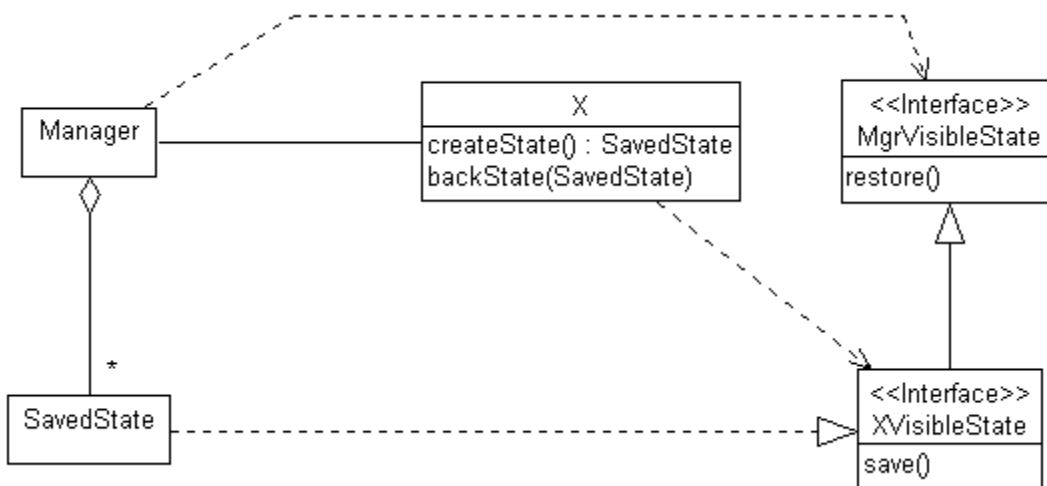 Manager
X
createState() : SavedState
backState(SavedState)
<<Interface>>
MgrVisibleState
restore()
*
SavedState
<<Interface>>
XVisibleState
save()